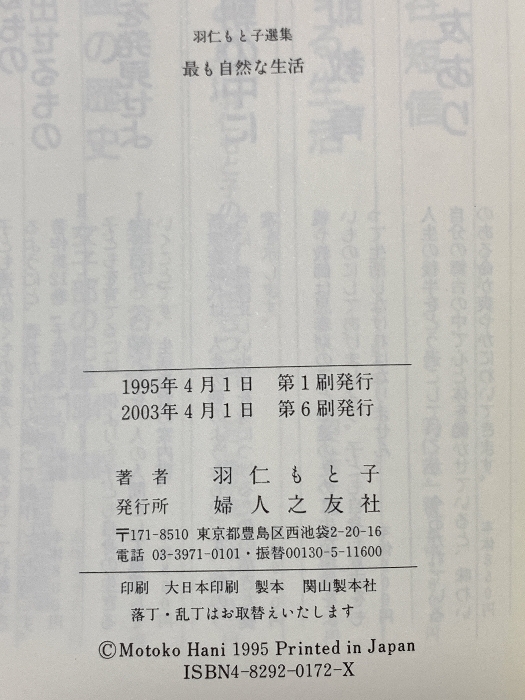 羽仁もと子選集
最も自然な生活
1995年4月1日 第1刷発行
2003年4月1日 第6刷発行
著者 羽仁もと子
発行所 婦人之友社
〒171-8510 東京都豊島区西池袋2-20-16
電話 03-3971-0101・振替00130-5-11600
印刷 大日本印刷 製本 関山製本社
落丁・乱丁はお取替えいたします
©Motoko Hani 1995 Printed in Japan
ISBN4-8292-0172-X